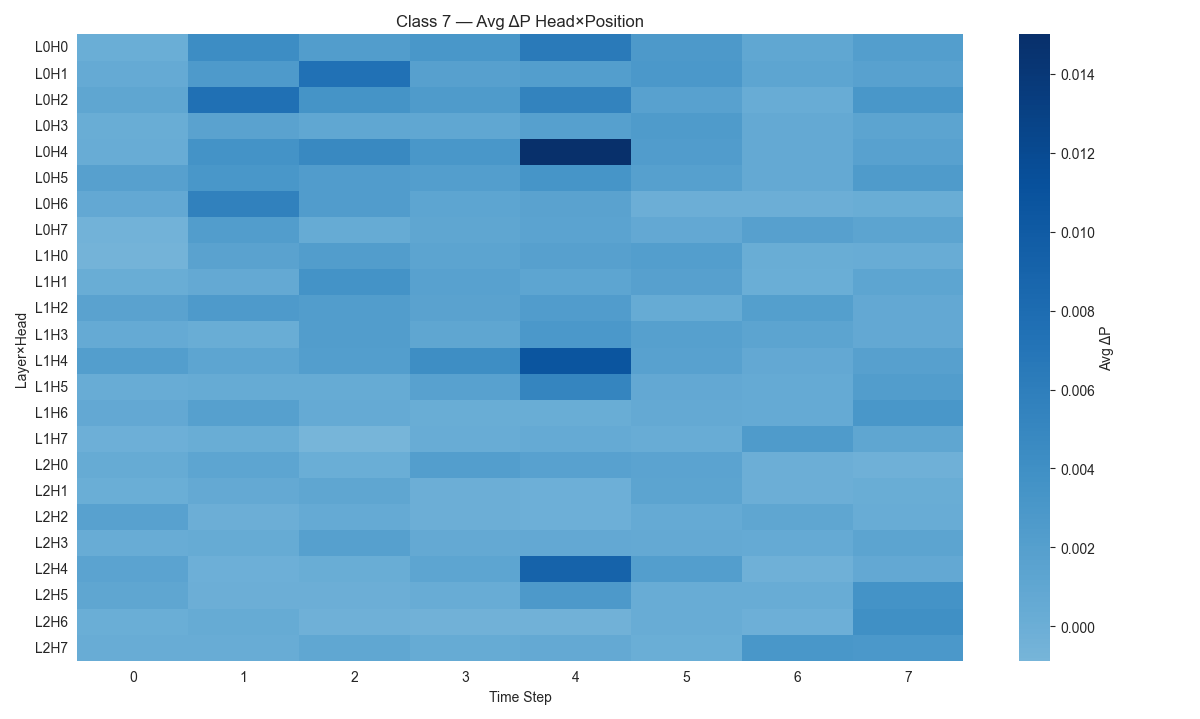 Class 7 — Avg ΔP Head×Position
Layer×Head
L0H0
L0H1
L0H2
L0H3
L0H4
L0H5
L0H6
L0H7
L1H0
L1H1
L1H2
L1H3
L1H4
L1H5
L1H6
L1H7
L2H0
L2H1
L2H2
L2H3
L2H4
L2H5
L2H6
L2H7
0 1 2 3 4 5 6 7
Time Step
0.014
0.012
0.010
0.008
0.006
0.004
0.002
0.000
Avg ΔP